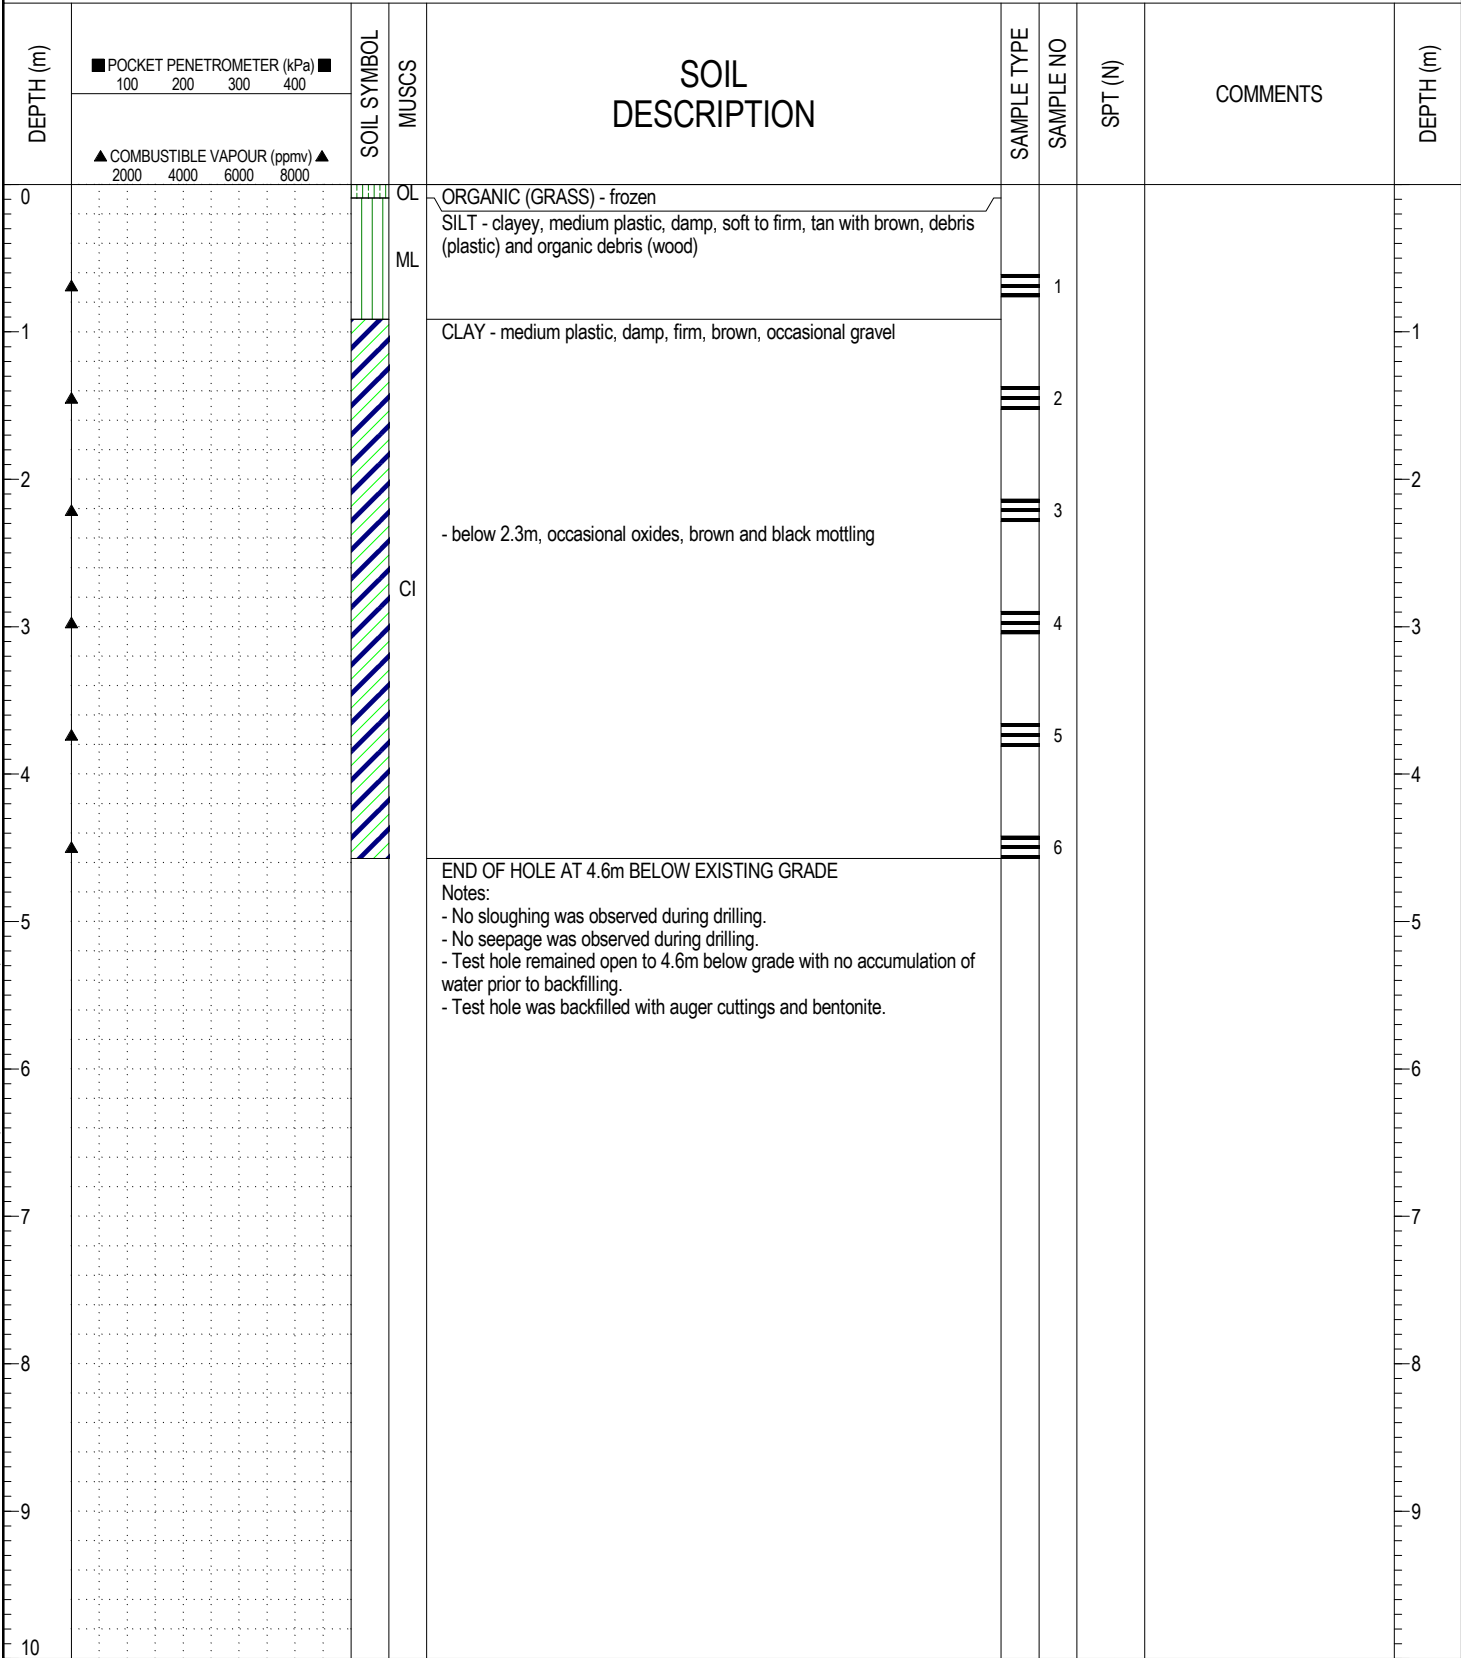 DEPTH (m)
■ POCKET PENETROMETER (kPa) ■
100 200 300 400
▲ COMBUSTIBLE VAPOUR (ppmv) ▲
2000 4000 6000 8000
SOIL SYMBOL
MUSCS
SOIL
DESCRIPTION
SAMPLE TYPE
SAMPLE NO
SPT (N)
COMMENTS
DEPTH (m)
0
OL
ORGANIC (GRASS) - frozen
SILT - clayey, medium plastic, damp, soft to firm, tan with brown, debris
(plastic) and organic debris (wood)
ML
1
1
CLAY - medium plastic, damp, firm, brown, occasional gravel
1
2
2
2
3
- below 2.3m, occasional oxides, brown and black mottling
CI
3
4
3
5
4
4
6
END OF HOLE AT 4.6m BELOW EXISTING GRADE
Notes:
- No sloughing was observed during drilling.
5
5
- No seepage was observed during drilling.
- Test hole remained open to 4.6m below grade with no accumulation of
water prior to backfilling.
- Test hole was backfilled with auger cuttings and bentonite.
6
6
7
7
8
8
9
9
10